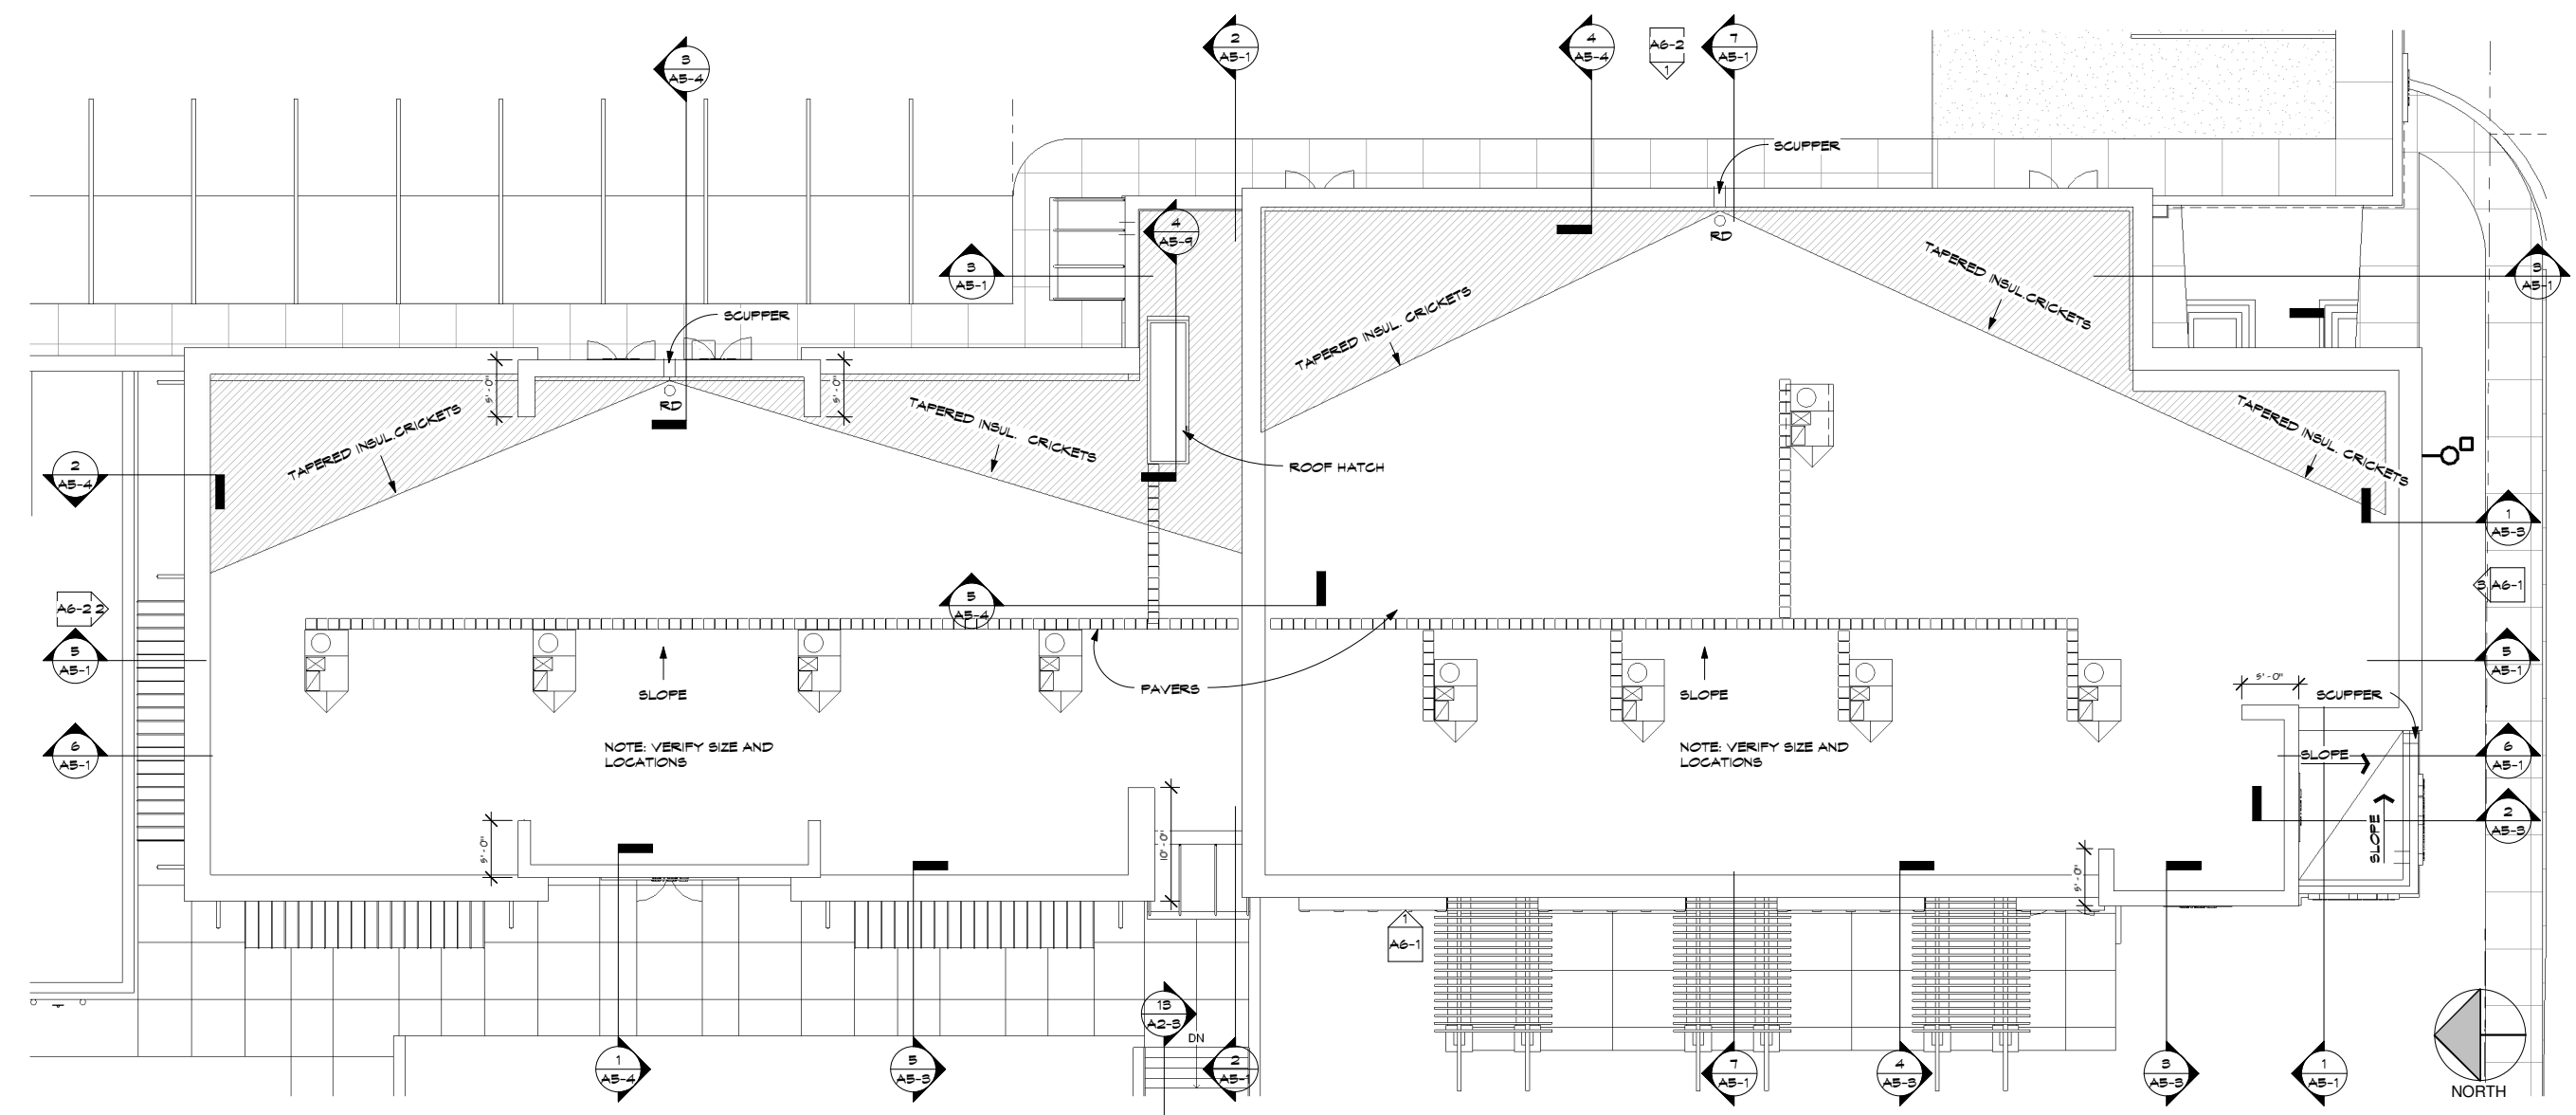 2
A5-1
4
A5-4
A6-2
1
7
A5-1
3
A5-4
SCUPPER
4
A5-9
RD
TAPERED INSUL. CRICKETS
3
A5-1
3
A5-1
TAPERED INSUL. CRICKETS
SCUPPER
5'-0"
5'-0"
RD
TAPERED INSUL. CRICKETS
TAPERED INSUL. CRICKETS
TAPERED INSUL. CRICKETS
2
A5-4
ROOF HATCH
1
A5-3
A6-2
2
5
A5-4
3
A6-1
5
A5-1
SLOPE
PAVERS
SLOPE
5'-0"
SCUPPER
5
A5-1
6
A5-1
NOTE: VERIFY SIZE AND
LOCATIONS
NOTE: VERIFY SIZE AND
LOCATIONS
SLOPE
6
A5-1
5'-0"
10'-0"
SLOPE
2
A5-3
5'-0"
1
A6-1
13
A2-3
DN
1
A5-4
5
A5-3
2
A5-1
7
A5-1
4
A5-3
3
A5-3
1
A5-1
NORTH